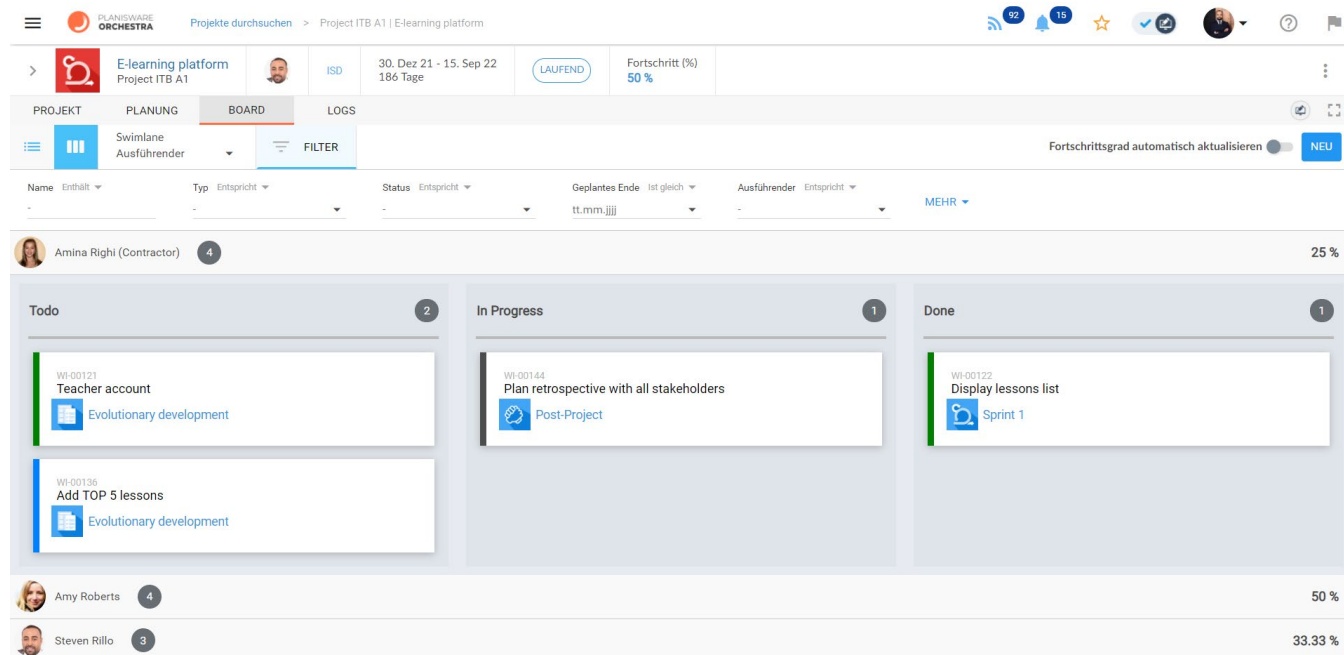 PLANISWARE
ORCHESTRA
Projekte durchsuchen > Project ITB A1 | E-learning platform
92
15
E-learning platform
Project ITB A1
ISD
30. Dez 21 - 15. Sep 22
186 Tage
LAUFEND
Fortschritt (%)
50 %
PROJEKT PLANUNG BOARD LOGS
Swimlane
Ausführender
FILTER
Fortschrittsgrad automatisch aktualisieren
NEU
Name Enthält
-
Typ Entspricht
-
Status Entspricht
-
Geplantes Ende Ist gleich
tt.mm.jjjj
Ausführender Entspricht
-
MEHR
Amina Righi (Contractor) 4 25 %
Todo 2
WI-00121
Teacher account
Evolutionary development
WI-00136
Add TOP 5 lessons
Evolutionary development
In Progress 1
WI-00144
Plan retrospective with all stakeholders
Post-Project
Done 1
WI-00122
Display lessons list
Sprint 1
Amy Roberts 4 50 %
Steven Rillo 3 33.33 %